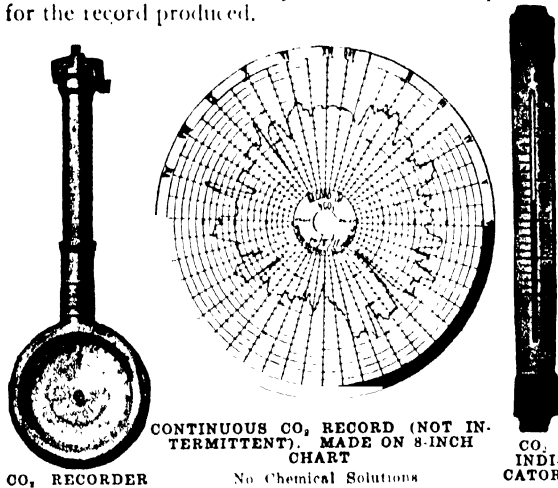 for the record produced.
CONTINUOUS CO₂ RECORD (NOT IN-
TERMITTENT). MADE ON 8-INCH
CHART
No Chemical Solutions
CO₂ RECORDER
CO₂
INDI-
CATOR